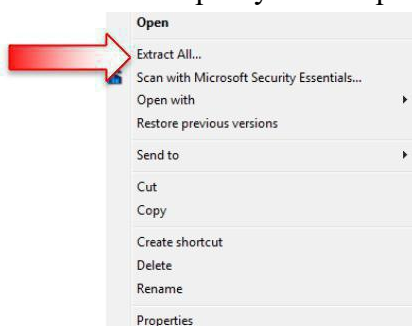 Open
Extract All...
Scan with Microsoft Security Essentials...
Open with
Restore previous versions
Send to
Cut
Copy
Create shortcut
Delete
Rename
Properties